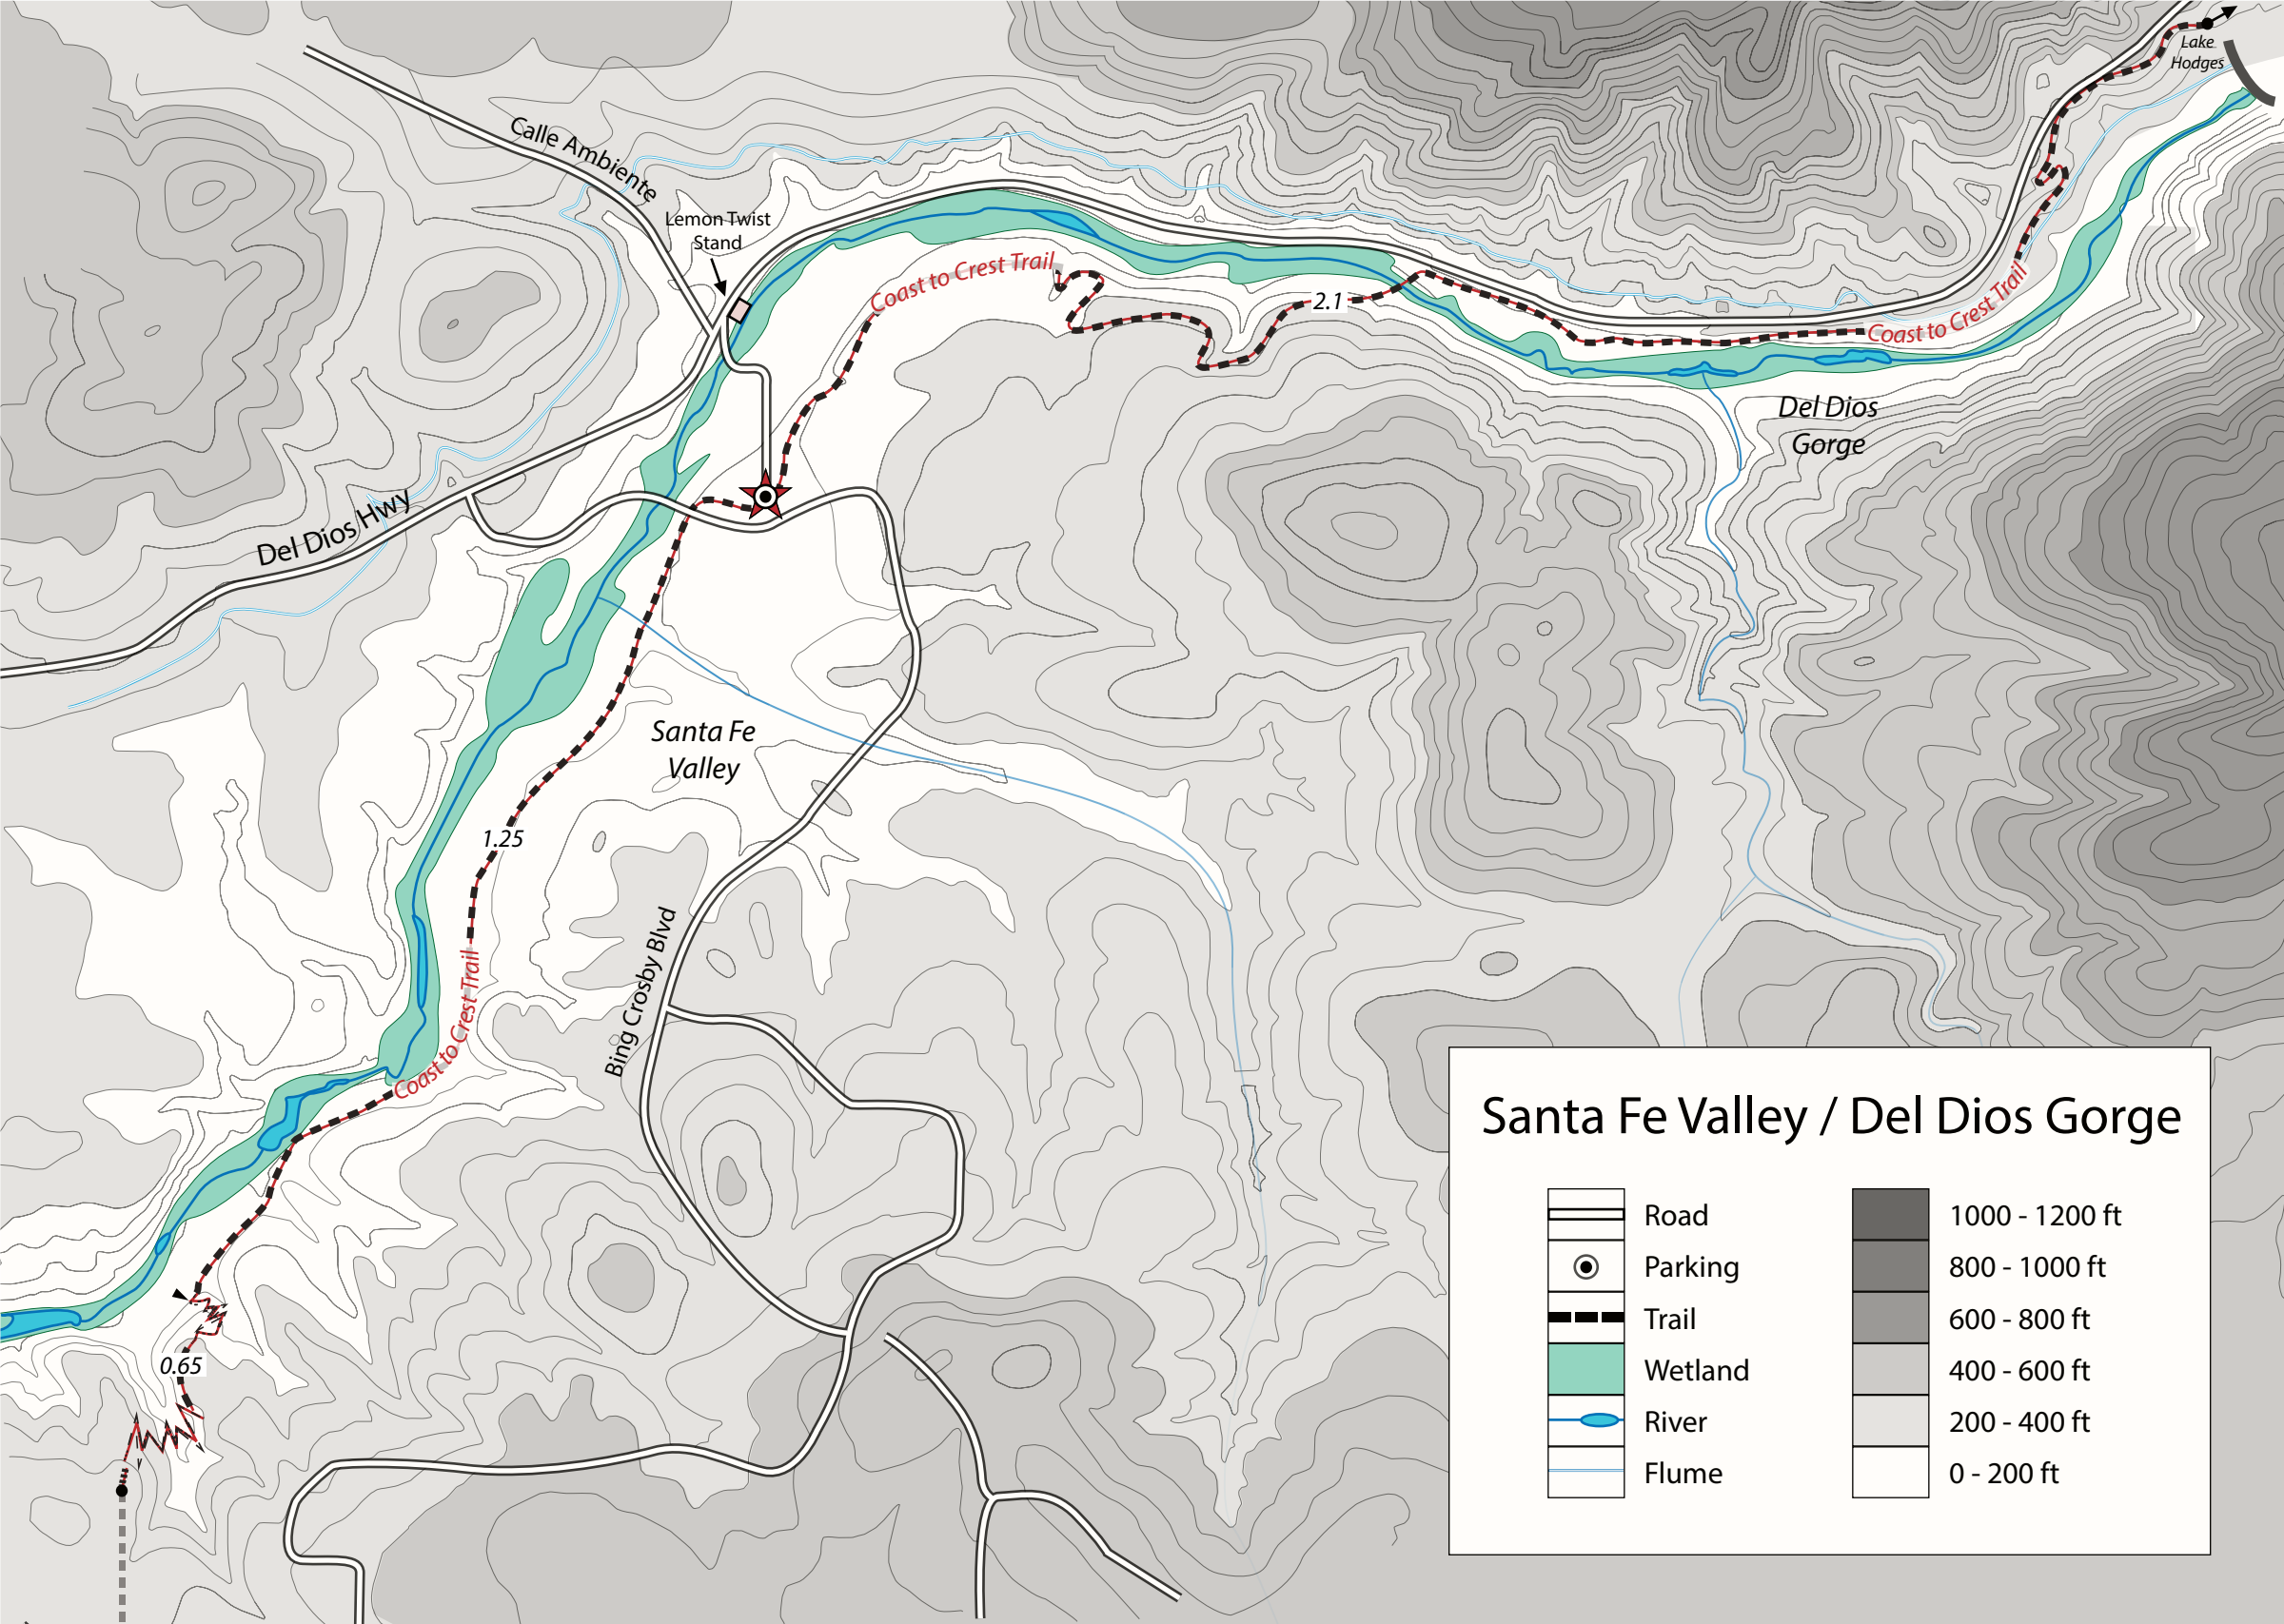 Lake
Hodges
Calle Ambiente
Lemon Twist
Stand
Coast to Crest Trail
2.1
Coast to Crest Trail
Del Dios
Gorge
Del Dios Hwy
Santa Fe
Valley
1.25
Bing Crosby Blvd
Coast to Crest Trail
0.65
Santa Fe Valley / Del Dios Gorge
Road
Parking
Trail
Wetland
River
Flume
1000 - 1200 ft
800 - 1000 ft
600 - 800 ft
400 - 600 ft
200 - 400 ft
0 - 200 ft